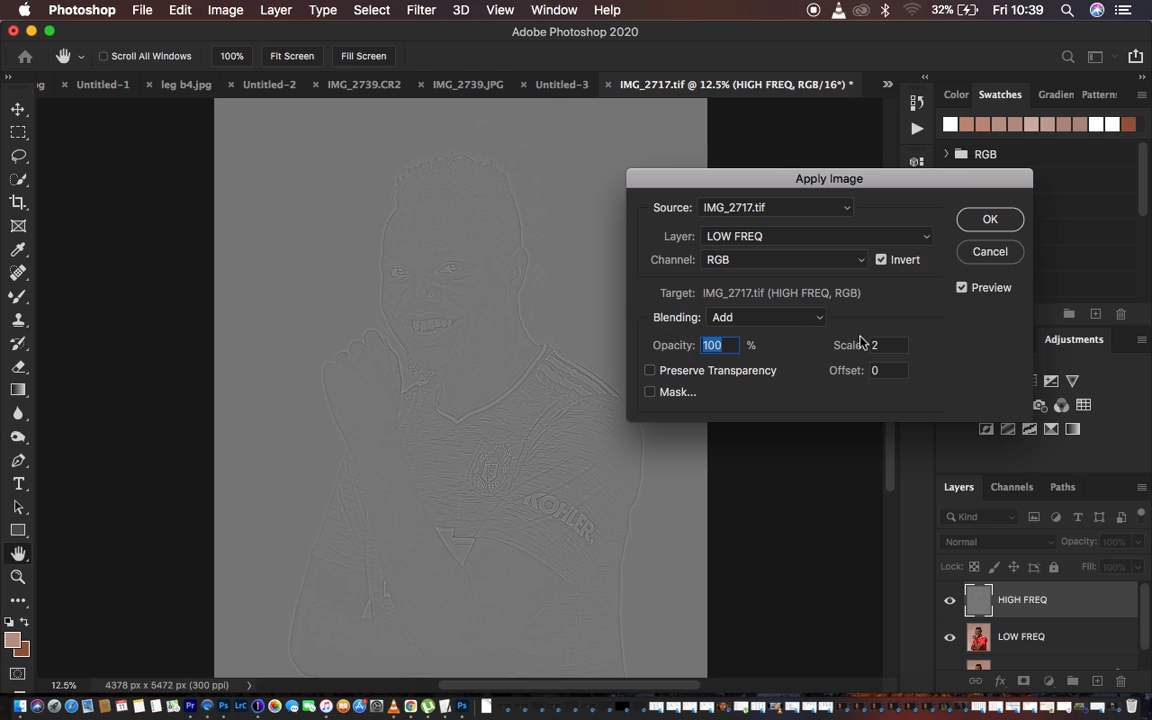 Photoshop File Edit Image Layer Type Select Filter 3D View Window Help 32% Fri 10:39
Adobe Photoshop 2020
Scroll All Windows 100% Fit Screen Fill Screen
g × Untitled-1 × leg b4.jpg × Untitled-2 × IMG_2739.CR2 × IMG_2739.JPG × Untitled-3 × IMG_2717.tif @ 12.5% (HIGH FREQ, RGB/16*) *
Color Swatches Gradien Pattern:
RGB
Apply Image
Source: IMG_2717.tif
OK
Layer: LOW FREQ
Cancel
Channel: RGB Invert
Preview
Target: IMG_2717.tif (HIGH FREQ, RGB)
Blending: Add
Opacity: 100 % Scale: 2
Preserve Transparency Offset: 0
Mask...
Adjustments
KOHLER
Layers Channels Paths
Kind
Normal Opacity: 100%
Lock: Fill: 100%
HIGH FREQ
LOW FREQ
12.5% 4378 px x 5472 px (300 ppi)
Pr Ps LrC Ps